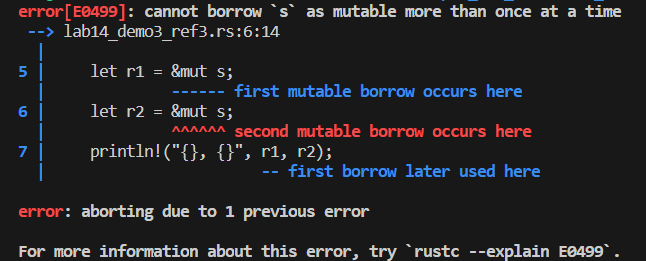 error[E0499]: cannot borrow `s` as mutable more than once at a time
 --> lab14_demo3_ref3.rs:6:14
  |
5 |     let r1 = &mut s;
  |              ------ first mutable borrow occurs here
6 |     let r2 = &mut s;
  |              ^^^^^^ second mutable borrow occurs here
7 |     println!("{}, {}", r1, r2);
  |                        -- first borrow later used here

error: aborting due to 1 previous error

For more information about this error, try `rustc --explain E0499`.